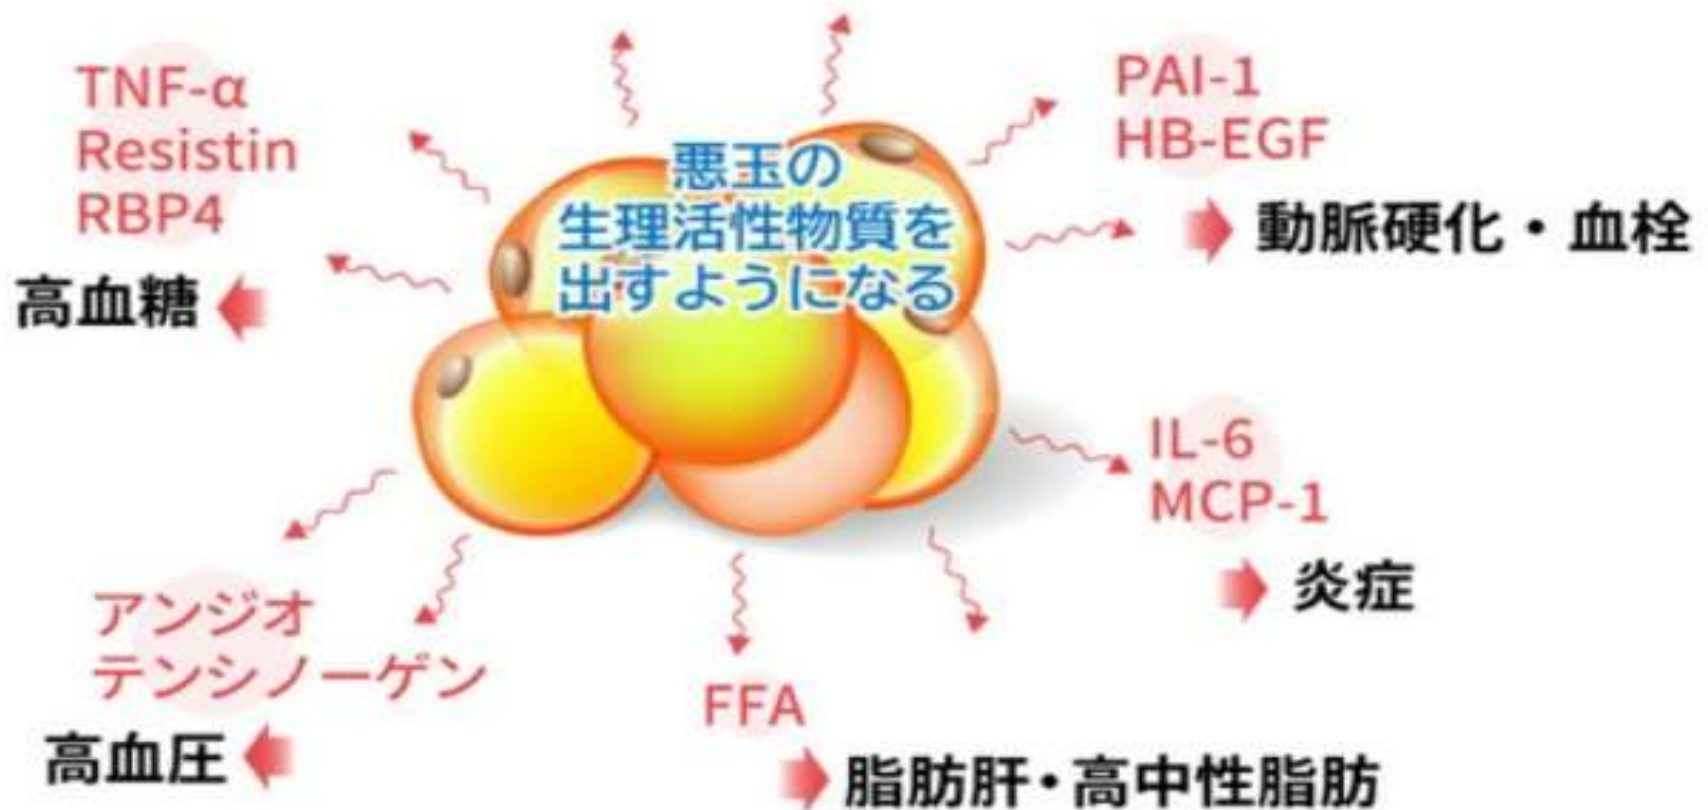 TNF-α
Resistin
RBP4
高血糖
悪玉の
生理活性物質を
出すようになる
PAI-1
HB-EGF
動脈硬化・血栓
IL-6
MCP-1
炎症
アンジオ
テンシノーゲン
高血圧
FFA
脂肪肝・高中性脂肪